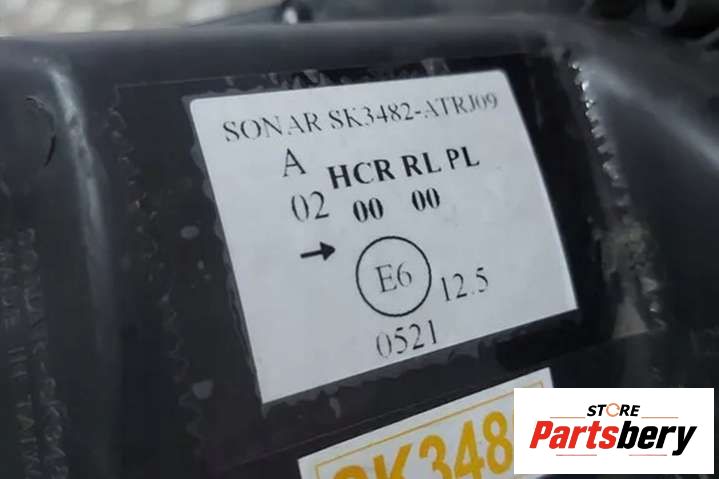 SONAR SK3482-ATRJ09
A HCR RL PL
02 00 00
→
E6 12.5
0521
SK348
STORE
Partsbery